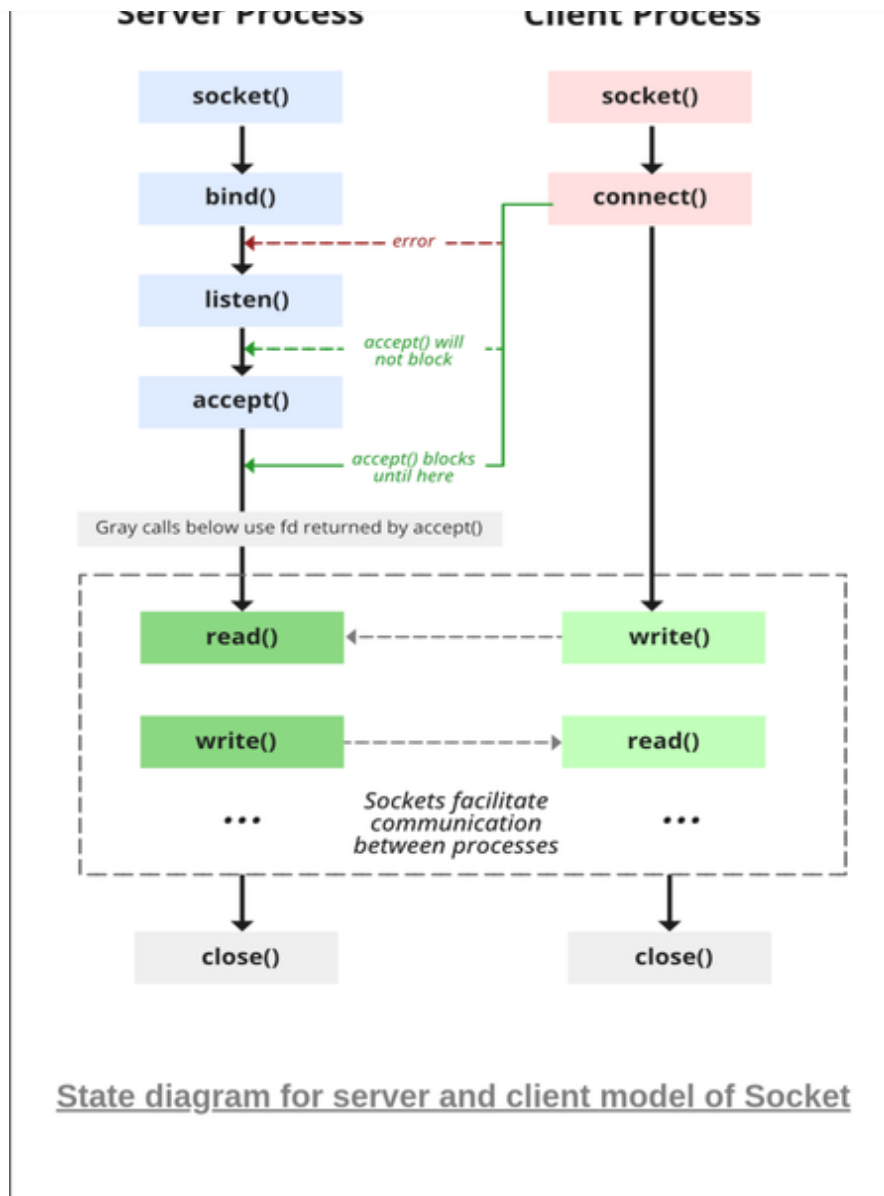 Server Process
Client Process
socket()
socket()
bind()
connect()
error
listen()
accept() will
not block
accept()
accept() blocks
until here
Gray calls below use fd returned by accept()
read()
write()
write()
read()
... 
...
Sockets facilitate
communication
between processes
close()
close()
State diagram for server and client model of Socket